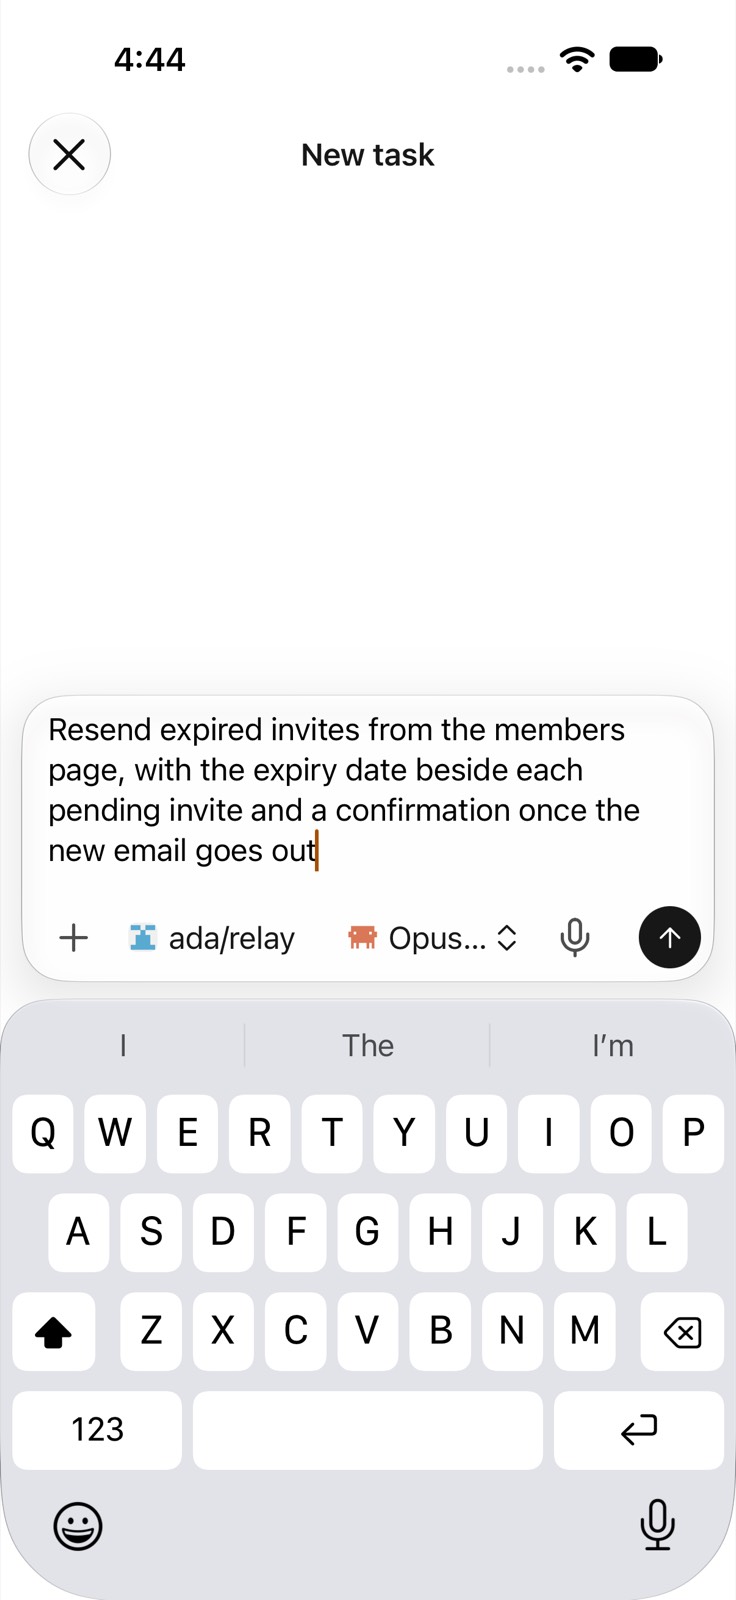 4:44
New task
Resend expired invites from the members
page, with the expiry date beside each
pending invite and a confirmation once the
new email goes out
ada/relay Opus...
I The I’m
Q W E R T Y U I O P
A S D F G H J K L
Z X C V B N M
123